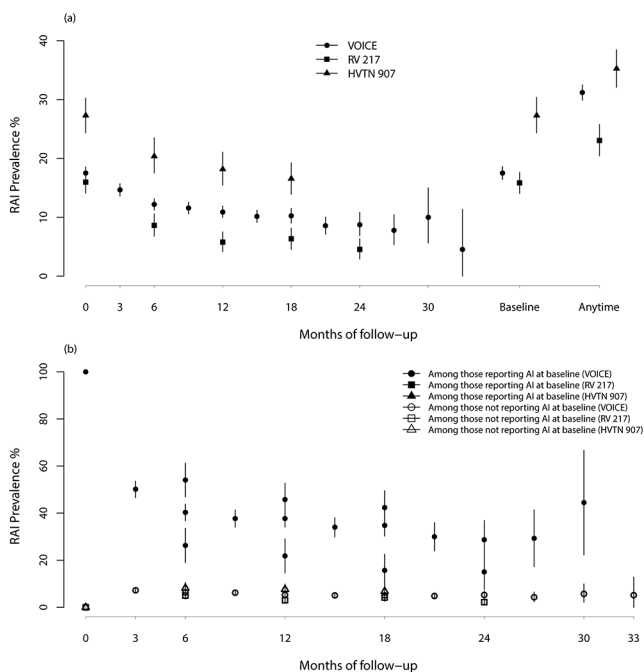 (a)
VOICE
RV 217
HVTN 907
40
30
20
10
0
RAI Prevalence %
0 3 6 12 18 24 30 Baseline Anytime
Months of follow−up
(b)
Among those reporting AI at baseline (VOICE)
Among those reporting AI at baseline (RV 217)
Among those reporting AI at baseline (HVTN 907)
Among those not reporting AI at baseline (VOICE)
Among those not reporting AI at baseline (RV 217)
Among those not reporting AI at baseline (HVTN 907)
100
80
60
40
20
0
RAI Prevalence %
0 3 6 12 18 24 30 33
Months of follow−up